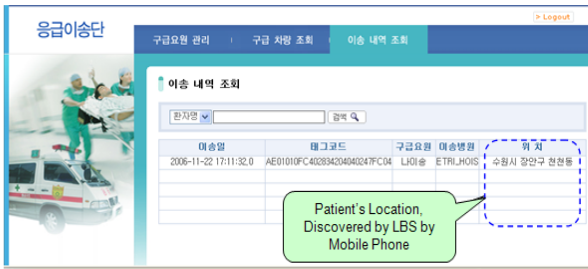 > Logout
응급이송단
구급요원 관리
구급 차량 조회
이송 내역 조회
이송 내역 조회
환자명
검색
이송일 태그코드 구급요원 이송병원 위 치
2006-11-22 17:11:32.0 AE01010FC402834204040247FC04 나이송 ETRI_HOIS 수원시 장안구 천천동
Patient's Location,
Discovered by LBS by
Mobile Phone